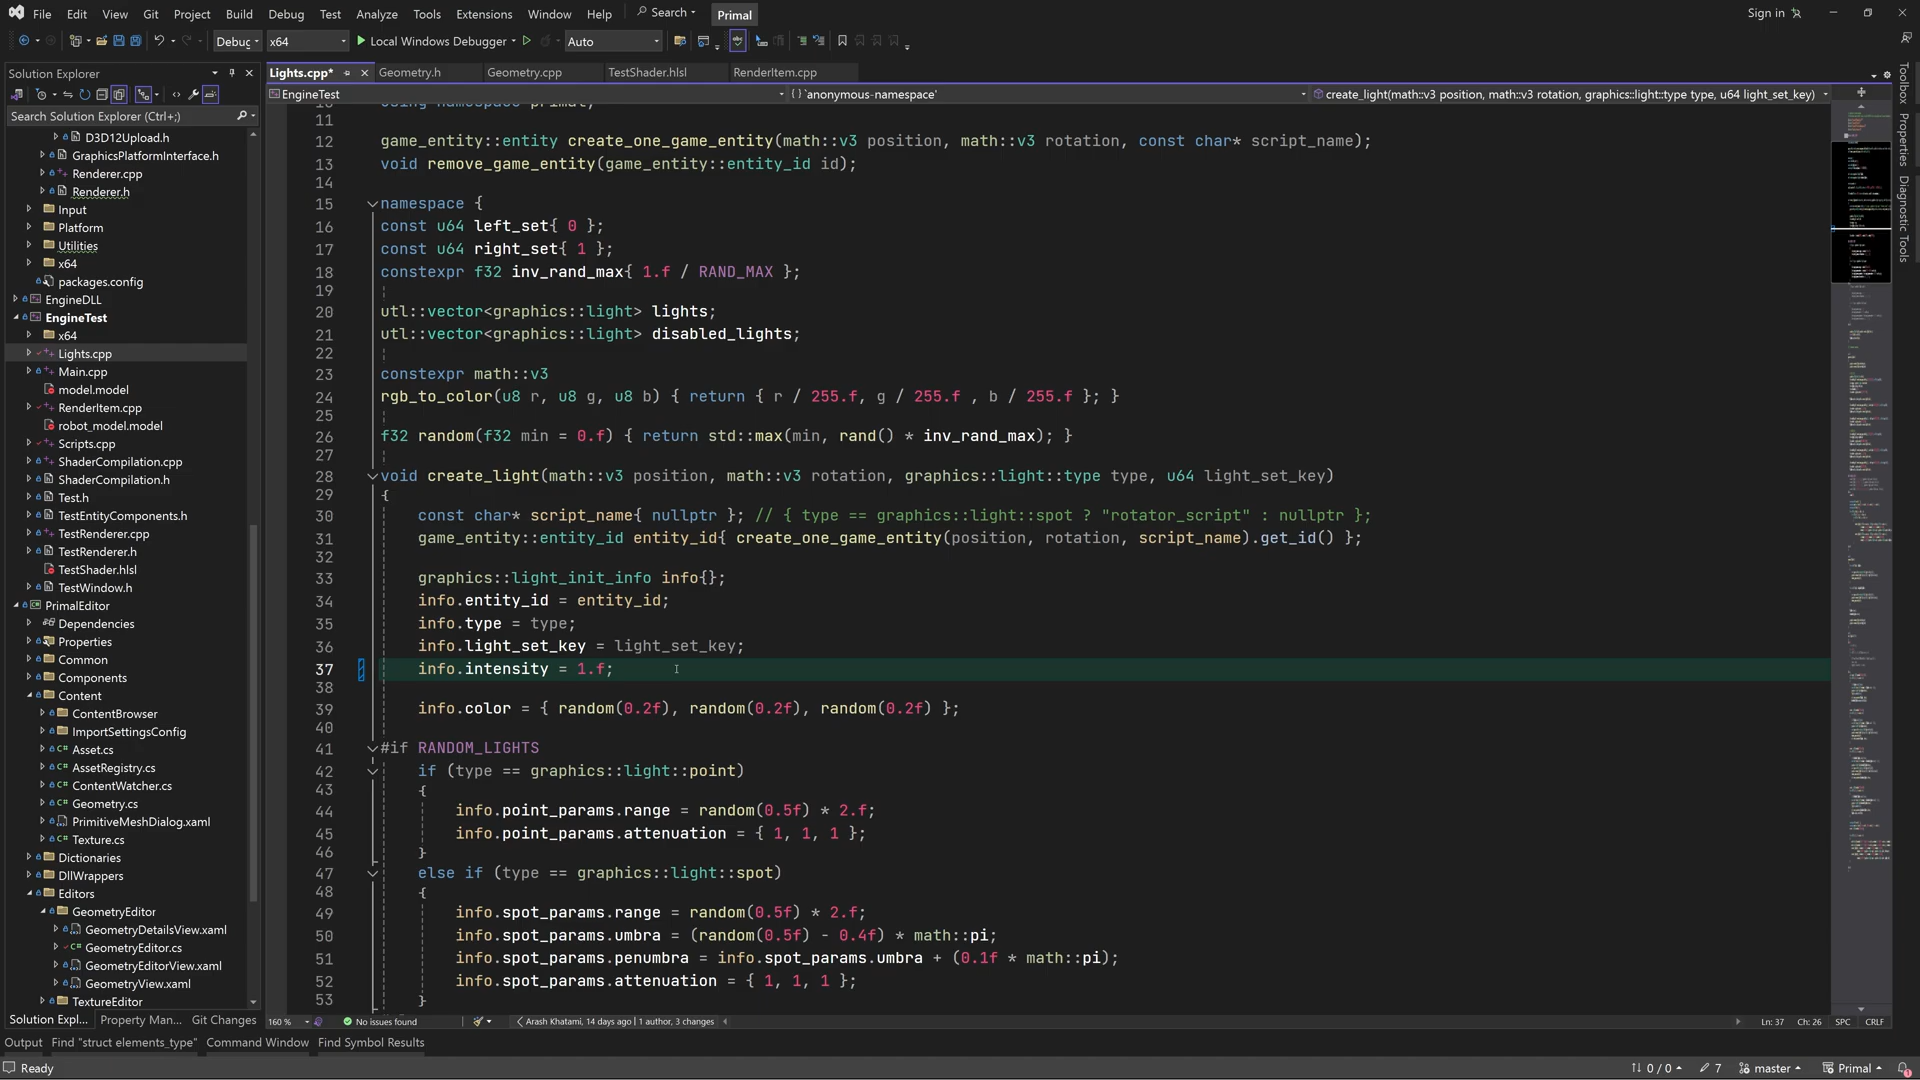 File Edit View Git Project Build Debug Test Analyze Tools Extensions Window Help Search Primal Sign in
Debug x64 Local Windows Debugger Auto
Solution Explorer
Search Solution Explorer (Ctrl+;)
D3D12Upload.h
GraphicsPlatformInterface.h
Renderer.cpp
Renderer.h
Input
Platform
Utilities
x64
packages.config
EngineDLL
EngineTest
x64
Lights.cpp
Main.cpp
model.model
RenderItem.cpp
robot_model.model
Scripts.cpp
ShaderCompilation.cpp
ShaderCompilation.h
Test.h
TestEntityComponents.h
TestRenderer.cpp
TestRenderer.h
TestShader.hlsl
TestWindow.h
PrimalEditor
Dependencies
Properties
Common
Components
Content
ContentBrowser
ImportSettingsConfig
Asset.cs
AssetRegistry.cs
ContentWatcher.cs
Geometry.cs
PrimitiveMeshDialog.xaml
Texture.cs
Dictionaries
DllWrappers
Editors
GeometryEditor
GeometryDetailsView.xaml
GeometryEditor.cs
GeometryEditorView.xaml
GeometryView.xaml
TextureEditor
Solution Expl... Property Man... Git Changes
Lights.cpp* Geometry.h Geometry.cpp TestShader.hlsl RenderItem.cpp
EngineTest {} `anonymous-namespace' create_light(math::v3 position, math::v3 rotation, graphics::light::type type, u64 light_set_key)
10 using namespace primal;
11
12 game_entity::entity create_one_game_entity(math::v3 position, math::v3 rotation, const char* script_name);
13 void remove_game_entity(game_entity::entity_id id);
14
15 namespace {
16 const u64 left_set{ 0 };
17 const u64 right_set{ 1 };
18 constexpr f32 inv_rand_max{ 1.f / RAND_MAX };
19
20 utl::vector<graphics::light> lights;
21 utl::vector<graphics::light> disabled_lights;
22
23 constexpr math::v3
24 rgb_to_color(u8 r, u8 g, u8 b) { return { r / 255.f, g / 255.f , b / 255.f }; }
25
26 f32 random(f32 min = 0.f) { return std::max(min, rand() * inv_rand_max); }
27
28 void create_light(math::v3 position, math::v3 rotation, graphics::light::type type, u64 light_set_key)
29 {
30 const char* script_name{ nullptr }; // { type == graphics::light::spot ? "rotator_script" : nullptr };
31 game_entity::entity_id entity_id{ create_one_game_entity(position, rotation, script_name).get_id() };
32
33 graphics::light_init_info info{};
34 info.entity_id = entity_id;
35 info.type = type;
36 info.light_set_key = light_set_key;
37 info.intensity = 1.f;
38
39 info.color = { random(0.2f), random(0.2f), random(0.2f) };
40
41 #if RANDOM_LIGHTS
42 if (type == graphics::light::point)
43 {
44 info.point_params.range = random(0.5f) * 2.f;
45 info.point_params.attenuation = { 1, 1, 1 };
46 }
47 else if (type == graphics::light::spot)
48 {
49 info.spot_params.range = random(0.5f) * 2.f;
50 info.spot_params.umbra = (random(0.5f) - 0.4f) * math::pi;
51 info.spot_params.penumbra = info.spot_params.umbra + (0.1f * math::pi);
52 info.spot_params.attenuation = { 1, 1, 1 };
53 }
160 % No issues found Arash Khatami, 14 days ago | 1 author, 3 changes Ln: 37 Ch: 26 SPC CRLF
Toolbox
Properties
Diagnostic Tools
Output Find "struct elements_type" Command Window Find Symbol Results
Ready 0 / 0 7 master Primal